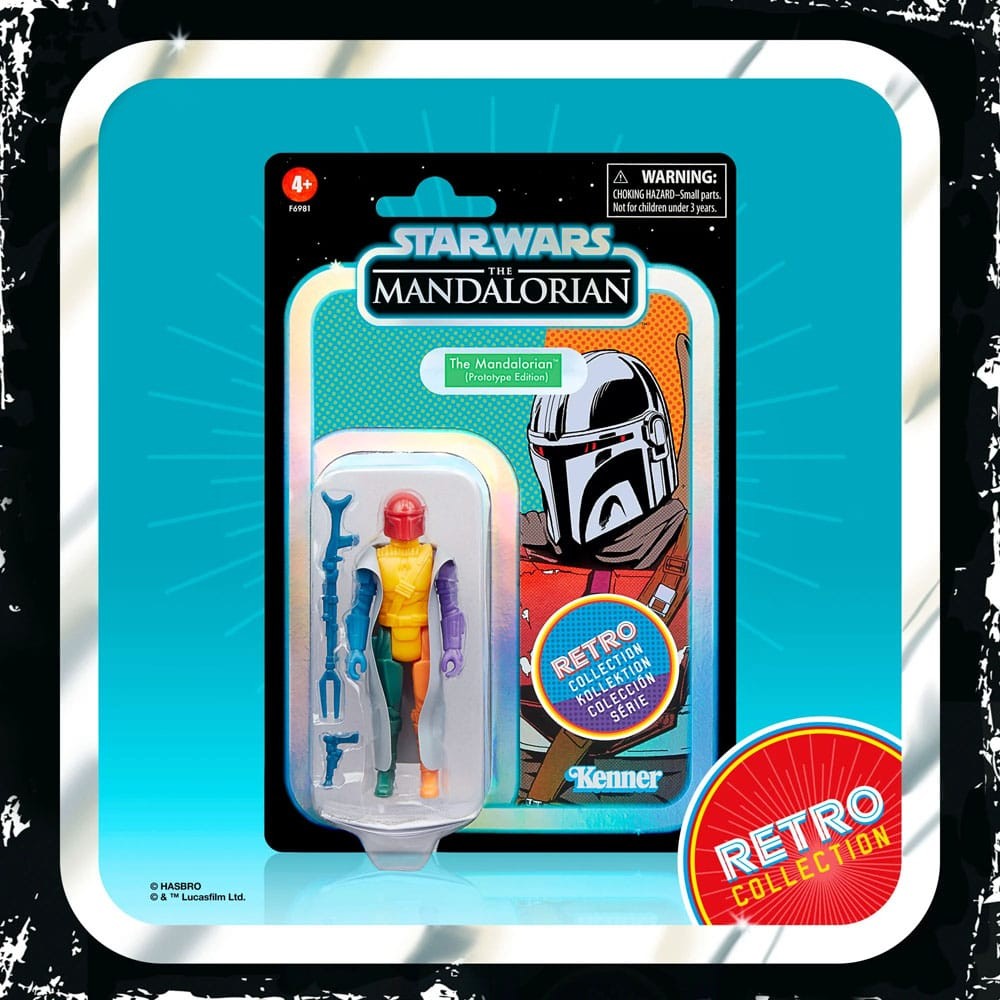 4+
F6981
⚠ WARNING:
CHOKING HAZARD–Small parts.
Not for children under 3 years.
STAR WARS
THE
MANDALORIAN
The Mandalorian™
(Prototype Edition)
RETRO
COLLECTION
KOLLEKTION
COLECCIÓN
SÉRIE
Kenner
RETRO
COLLECTION
© HASBRO
© & ™ Lucasfilm Ltd.